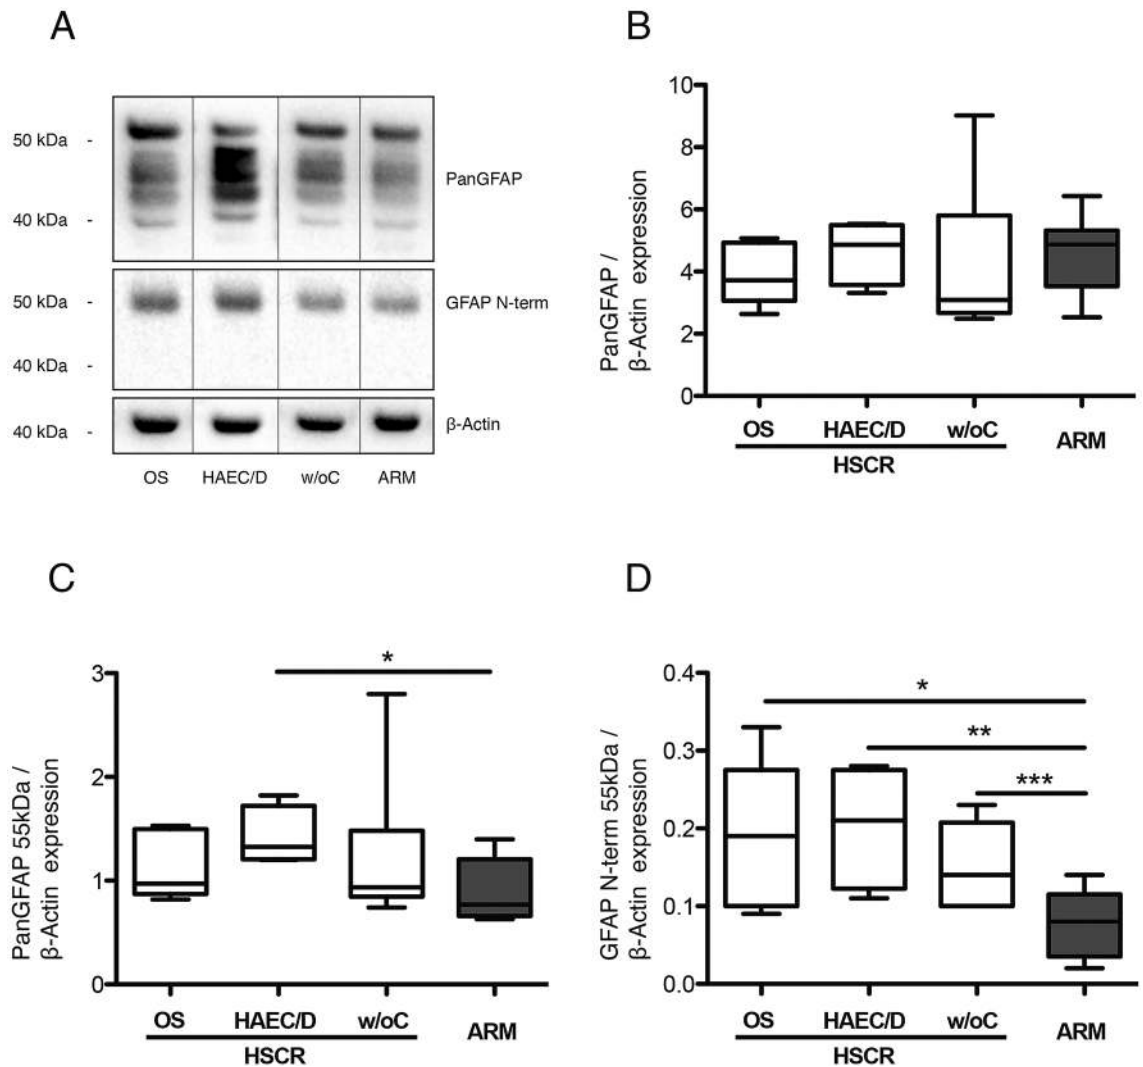 A
50 kDa -
40 kDa -
PanGFAP
50 kDa -
40 kDa -
GFAP N-term
40 kDa -
β-Actin
OS HAEC/D w/oC ARM
B
PanGFAP /
β-Actin expression
10
8
6
4
2
0
OS HAEC/D w/oC ARM
HSCR
C
PanGFAP 55kDa /
β-Actin expression
3
2
1
0
*
OS HAEC/D w/oC ARM
HSCR
D
GFAP N-term 55kDa /
β-Actin expression
0.4
0.3
0.2
0.1
0.0
*
**
***
OS HAEC/D w/oC ARM
HSCR